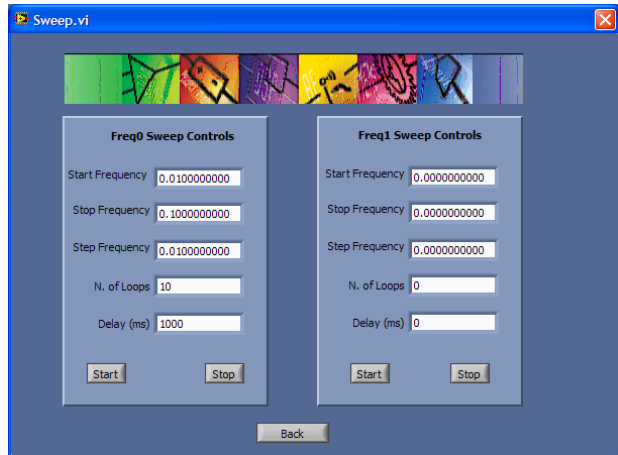 Sweep.vi
Freq0 Sweep Controls
Start Frequency 0.0100000000
Stop Frequency 0.1000000000
Step Frequency 0.0100000000
N. of Loops 10
Delay (ms) 1000
Start Stop
Freq1 Sweep Controls
Start Frequency 0.0000000000
Stop Frequency 0.0000000000
Step Frequency 0.0000000000
N. of Loops 0
Delay (ms) 0
Start Stop
Back